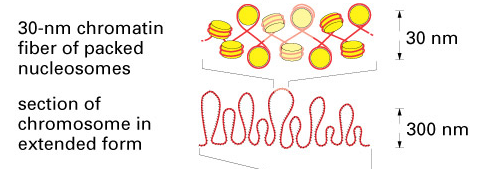 30-nm chromatin
fiber of packed
nucleosomes
30 nm
section of
chromosome in
extended form
300 nm